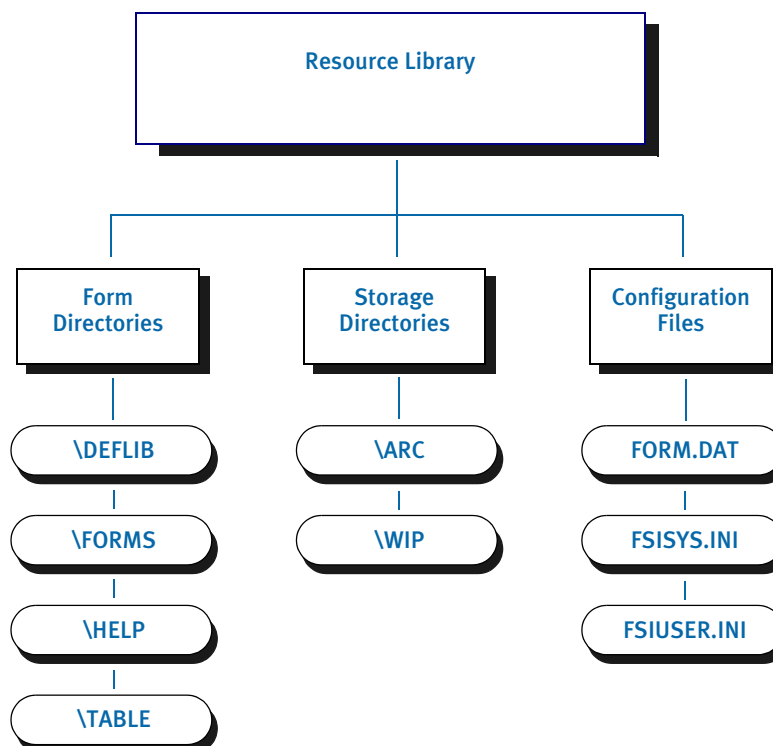 Resource Library
Form
Directories
\DEFLIB
\FORMS
\HELP
\TABLE
Storage
Directories
\ARC
\WIP
Configuration
Files
FORM.DAT
FSISYS.INI
FSIUSER.INI